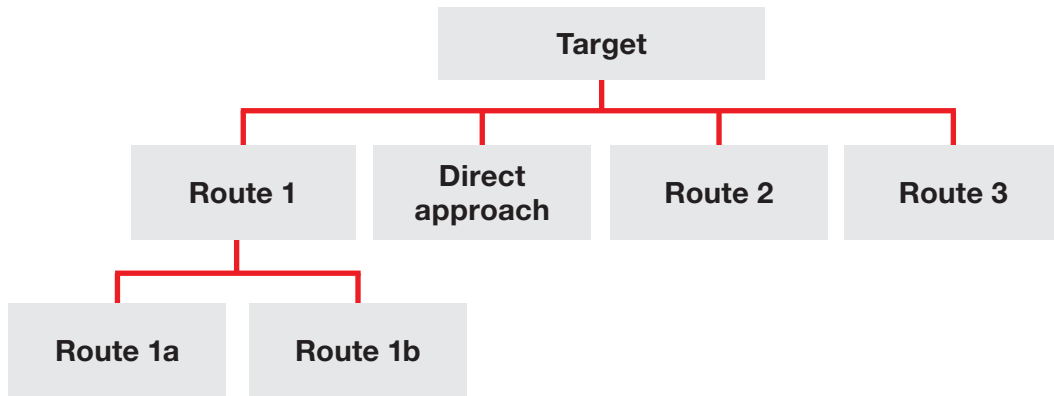 Target
Route 1
Direct
approach
Route 2
Route 3
Route 1a
Route 1b